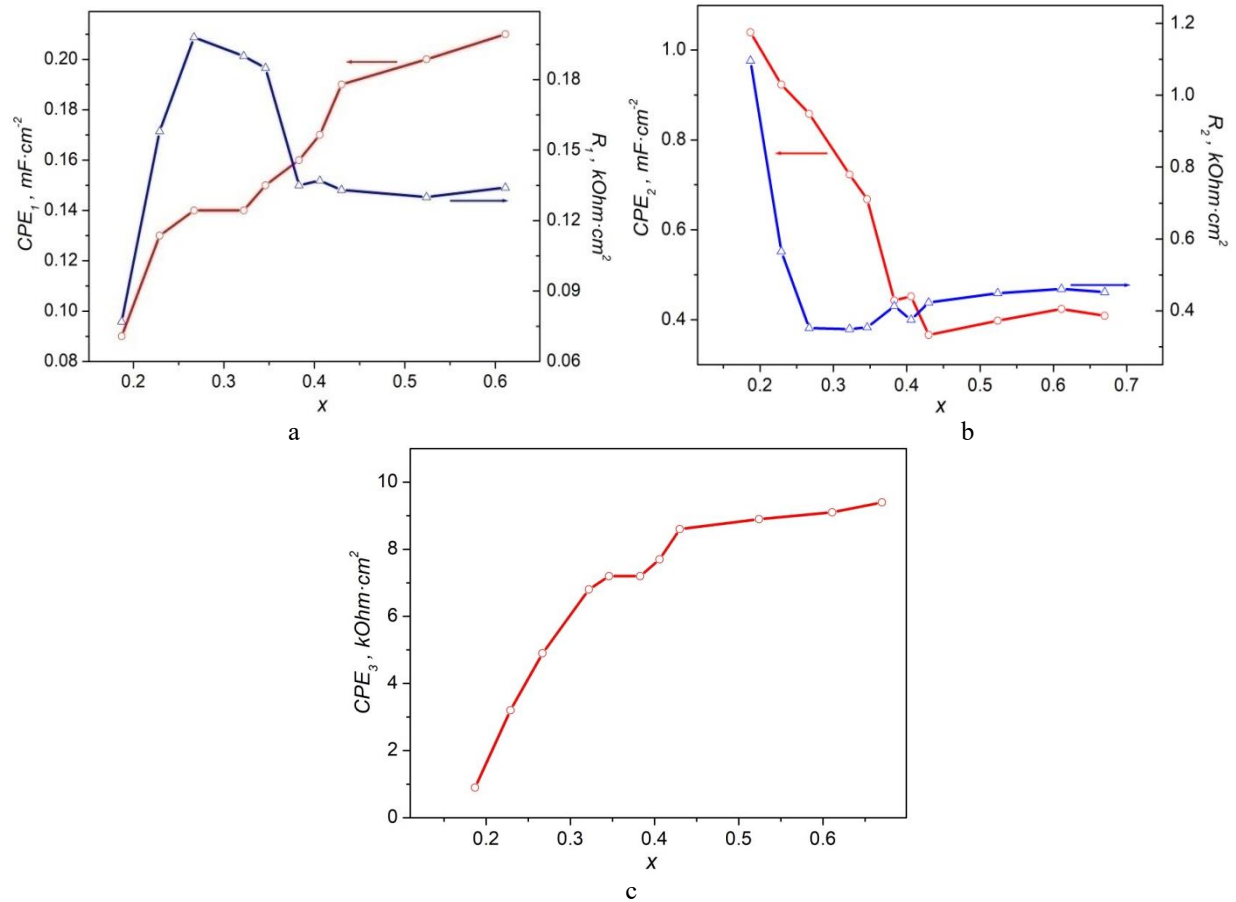 0.20
0.18
0.16
0.14
0.12
0.10
0.08
CPE₁ , mF·cm⁻²
0.18
0.15
0.12
0.09
0.06
R₁ , kOhm·cm²
0.2 0.3 0.4 0.5 0.6
x
a
1.0
0.8
0.6
0.4
CPE₂ , mF·cm⁻²
1.2
1.0
0.8
0.6
0.4
R₂ , kOhm·cm²
0.2 0.3 0.4 0.5 0.6 0.7
x
b
10
8
6
4
2
0
CPE₃ , kOhm·cm²
0.2 0.3 0.4 0.5 0.6
x
c